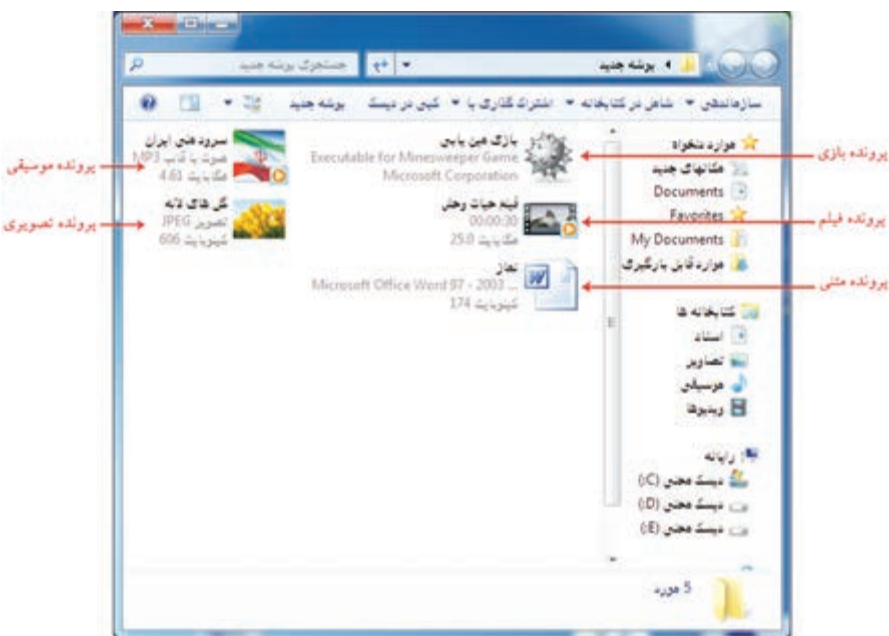 پوشه جدید
جستجوی پوشه جدید
سازماندهی
شامل در کتابخانه
اشتراک گذاری با
کپی در دیسک
پوشه جدید
موارد دلخواه
مکانهای جدید
Documents
Favorites
My Documents
موارد قابل بارگیری
کتابخانه ها
اسناد
تصاویر
موسیقی
ویدیوها
رایانه
دیسک محلی (C:)
دیسک محلی (D:)
دیسک محلی (E:)
پرونده بازی
پرونده فیلم
پرونده متنی
بازی مین یابی
Executable for Minesweeper Game
Microsoft Corporation
فیلم حیات وحش
00:00:30
25.0 مگابایت
نماز
Microsoft Office Word 97 - 2003 ...
174 کیلوبایت
سرود ملی ایران
صوت با قالب MP3
4.61 مگابایت
گل های لاله
تصویر JPEG
606 کیلوبایت
پرونده موسیقی
پرونده تصویری
5 مورد